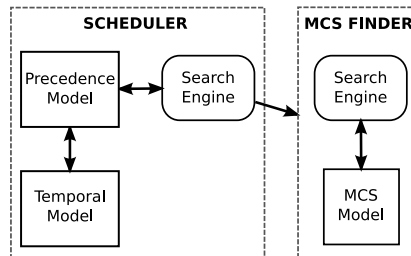 SCHEDULER
Precedence
Model
Search
Engine
Temporal
Model
MCS FINDER
Search
Engine
MCS
Model